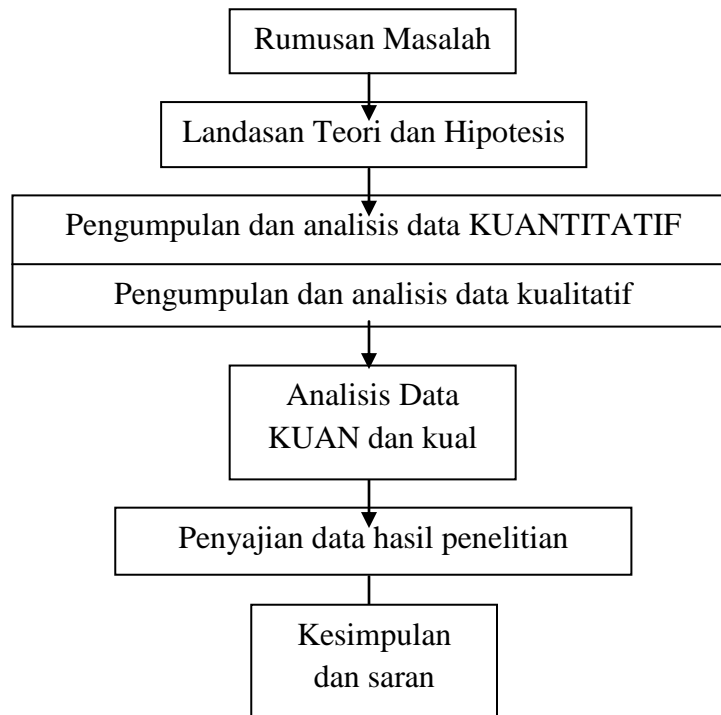 Rumusan Masalah
Landasan Teori dan Hipotesis
Pengumpulan dan analisis data KUANTITATIF
Pengumpulan dan analisis data kualitatif
Analisis Data
KUAN dan kual
Penyajian data hasil penelitian
Kesimpulan
dan saran